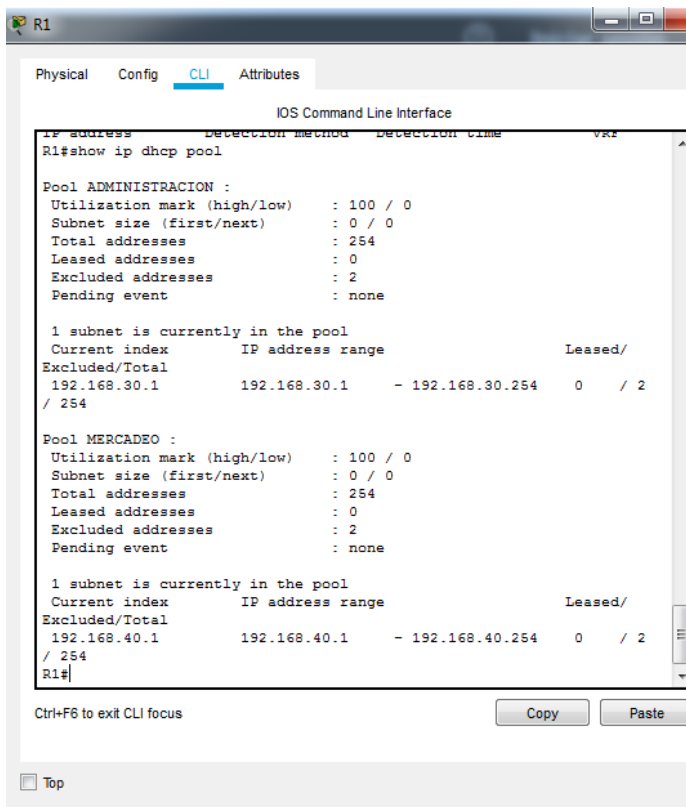 R1
Physical Config CLI Attributes
IOS Command Line Interface
IP address Detection method Detection time VRF
R1#show ip dhcp pool
Pool ADMINISTRACION :
Utilization mark (high/low) : 100 / 0
Subnet size (first/next) : 0 / 0
Total addresses : 254
Leased addresses : 0
Excluded addresses : 2
Pending event : none
1 subnet is currently in the pool
Current index IP address range Leased/
Excluded/Total
192.168.30.1 192.168.30.1 - 192.168.30.254 0 / 2
/ 254
Pool MERCADEO :
Utilization mark (high/low) : 100 / 0
Subnet size (first/next) : 0 / 0
Total addresses : 254
Leased addresses : 0
Excluded addresses : 2
Pending event : none
1 subnet is currently in the pool
Current index IP address range Leased/
Excluded/Total
192.168.40.1 192.168.40.1 - 192.168.40.254 0 / 2
/ 254
R1#
Ctrl+F6 to exit CLI focus Copy Paste
Top